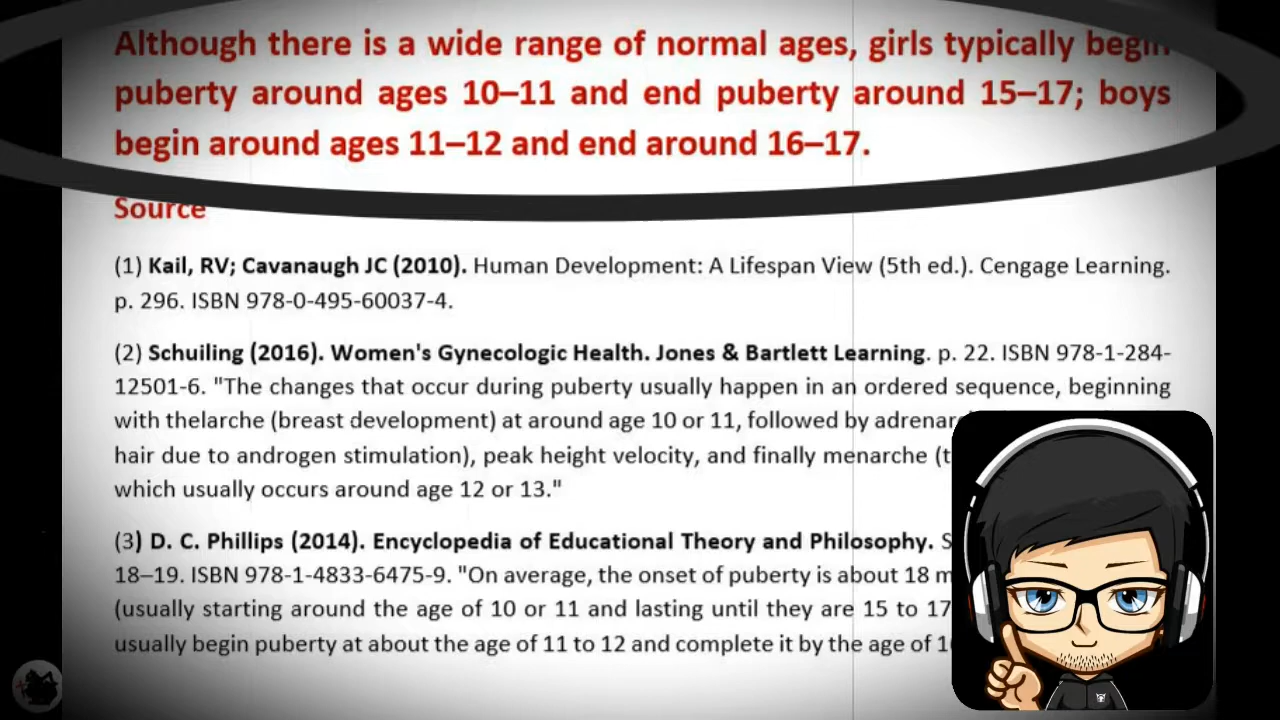 Although there is a wide range of normal ages, girls typically begin
puberty around ages 10–11 and end puberty around 15–17; boys
begin around ages 11–12 and end around 16–17.
Source
(1) Kail, RV; Cavanaugh JC (2010). Human Development: A Lifespan View (5th ed.). Cengage Learning.
p. 296. ISBN 978-0-495-60037-4.
(2) Schuiling (2016). Women's Gynecologic Health. Jones & Bartlett Learning. p. 22. ISBN 978-1-284-
12501-6. "The changes that occur during puberty usually happen in an ordered sequence, beginning
with thelarche (breast development) at around age 10 or 11, followed by
hair due to androgen stimulation), peak height velocity, and finally menarche
which usually occurs around age 12 or 13."
(3) D. C. Phillips (2014). Encyclopedia of Educational Theory and Philosophy.
18–19. ISBN 978-1-4833-6475-9. "On average, the onset of puberty is about 18
(usually starting around the age of 10 or 11 and lasting until they are 15 to 17
usually begin puberty at about the age of 11 to 12 and complete it by the age of